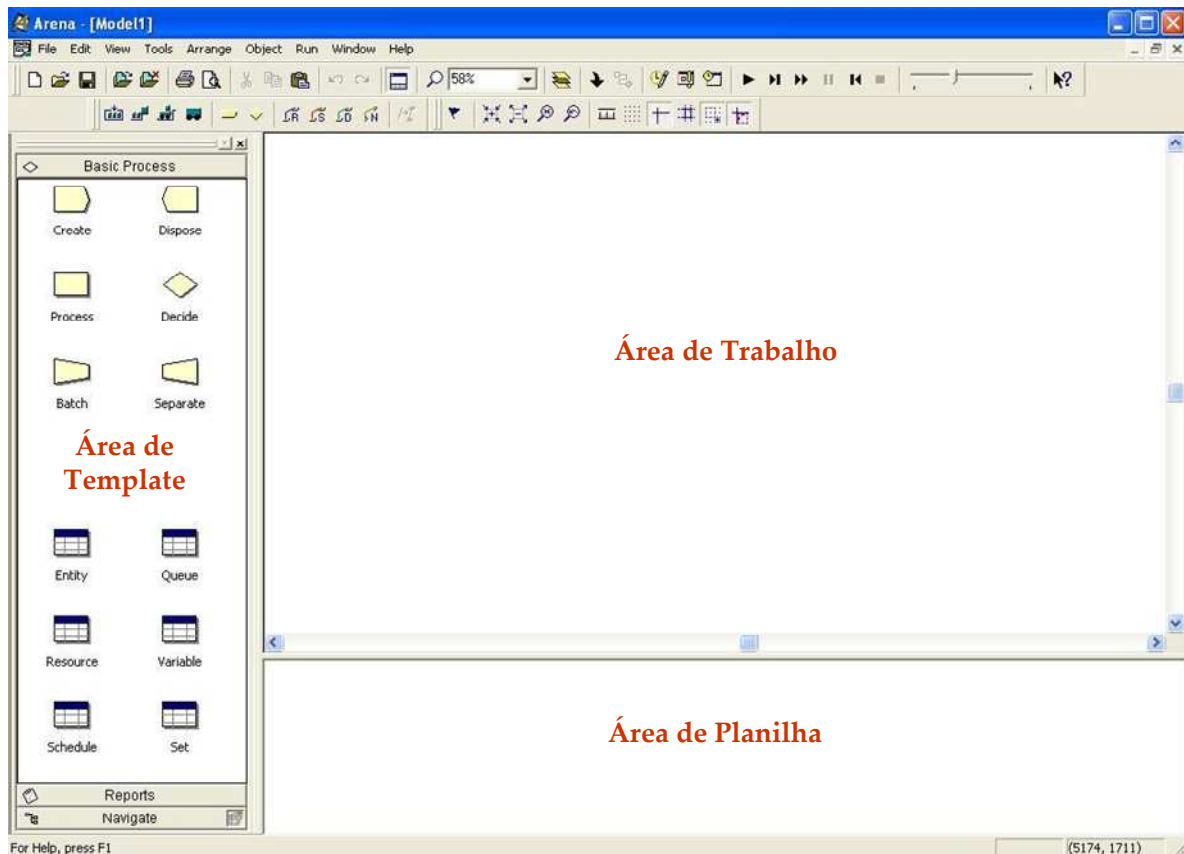 Arena - [Model1]
File Edit View Tools Arrange Object Run Window Help
58%
Basic Process
Create Dispose
Process Decide
Batch Separate
Área de
Template
Entity Queue
Resource Variable
Schedule Set
Reports
Navigate
Área de Trabalho
Área de Planilha
For Help, press F1
(5174, 1711)